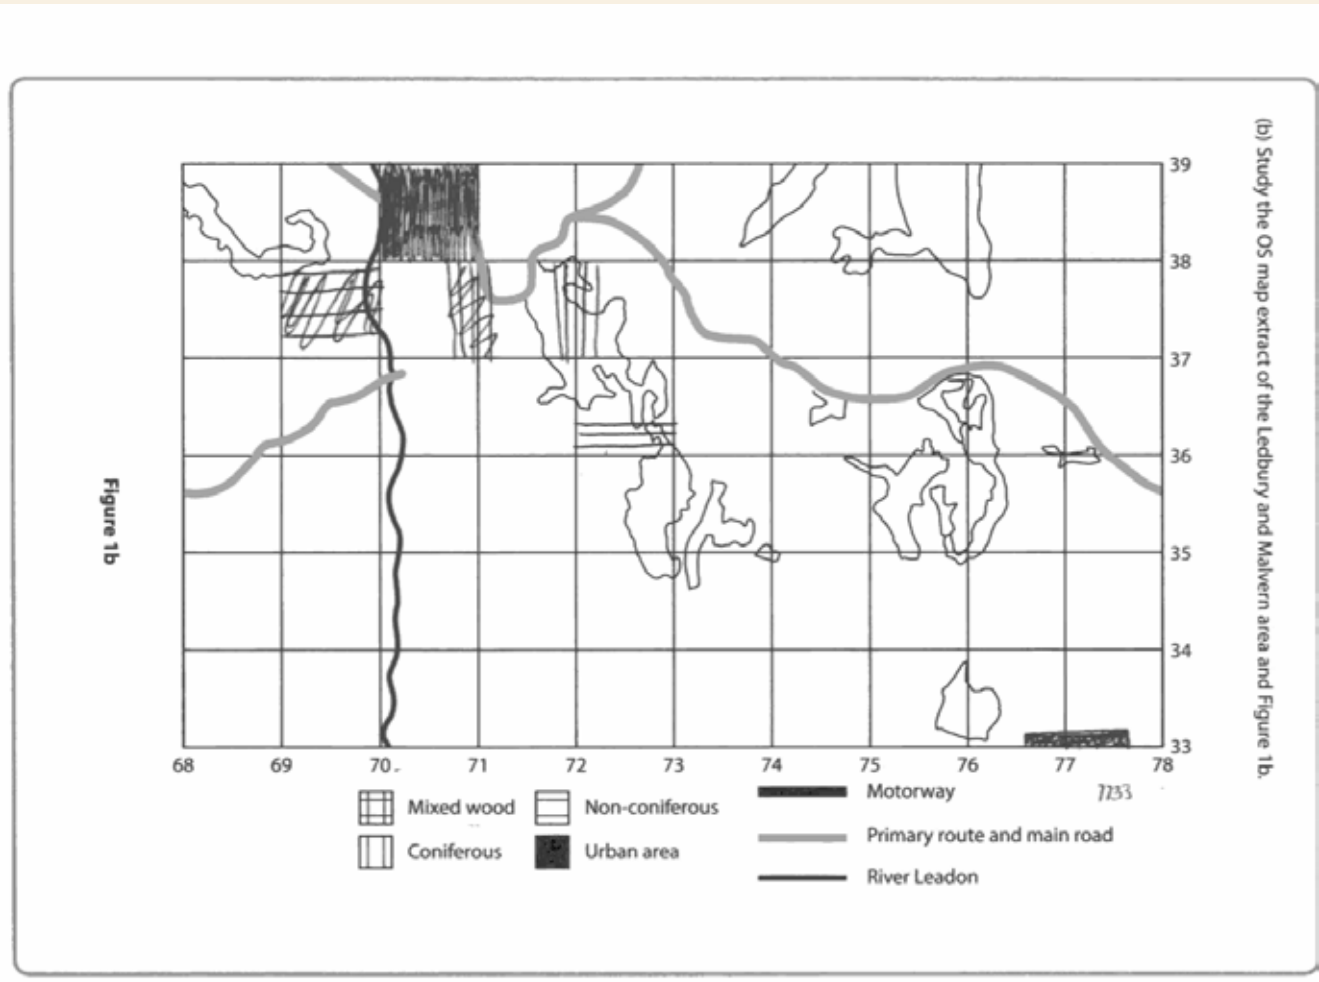 (b) Study the OS map extract of the Ledbury and Malvern area and Figure 1b.
39
38
37
36
35
34
33
68 69 70 71 72 73 74 75 76 77 78
Figure 1b
Mixed wood
Non-coniferous
Coniferous
Urban area
Motorway
Primary route and main road
River Leadon
7733